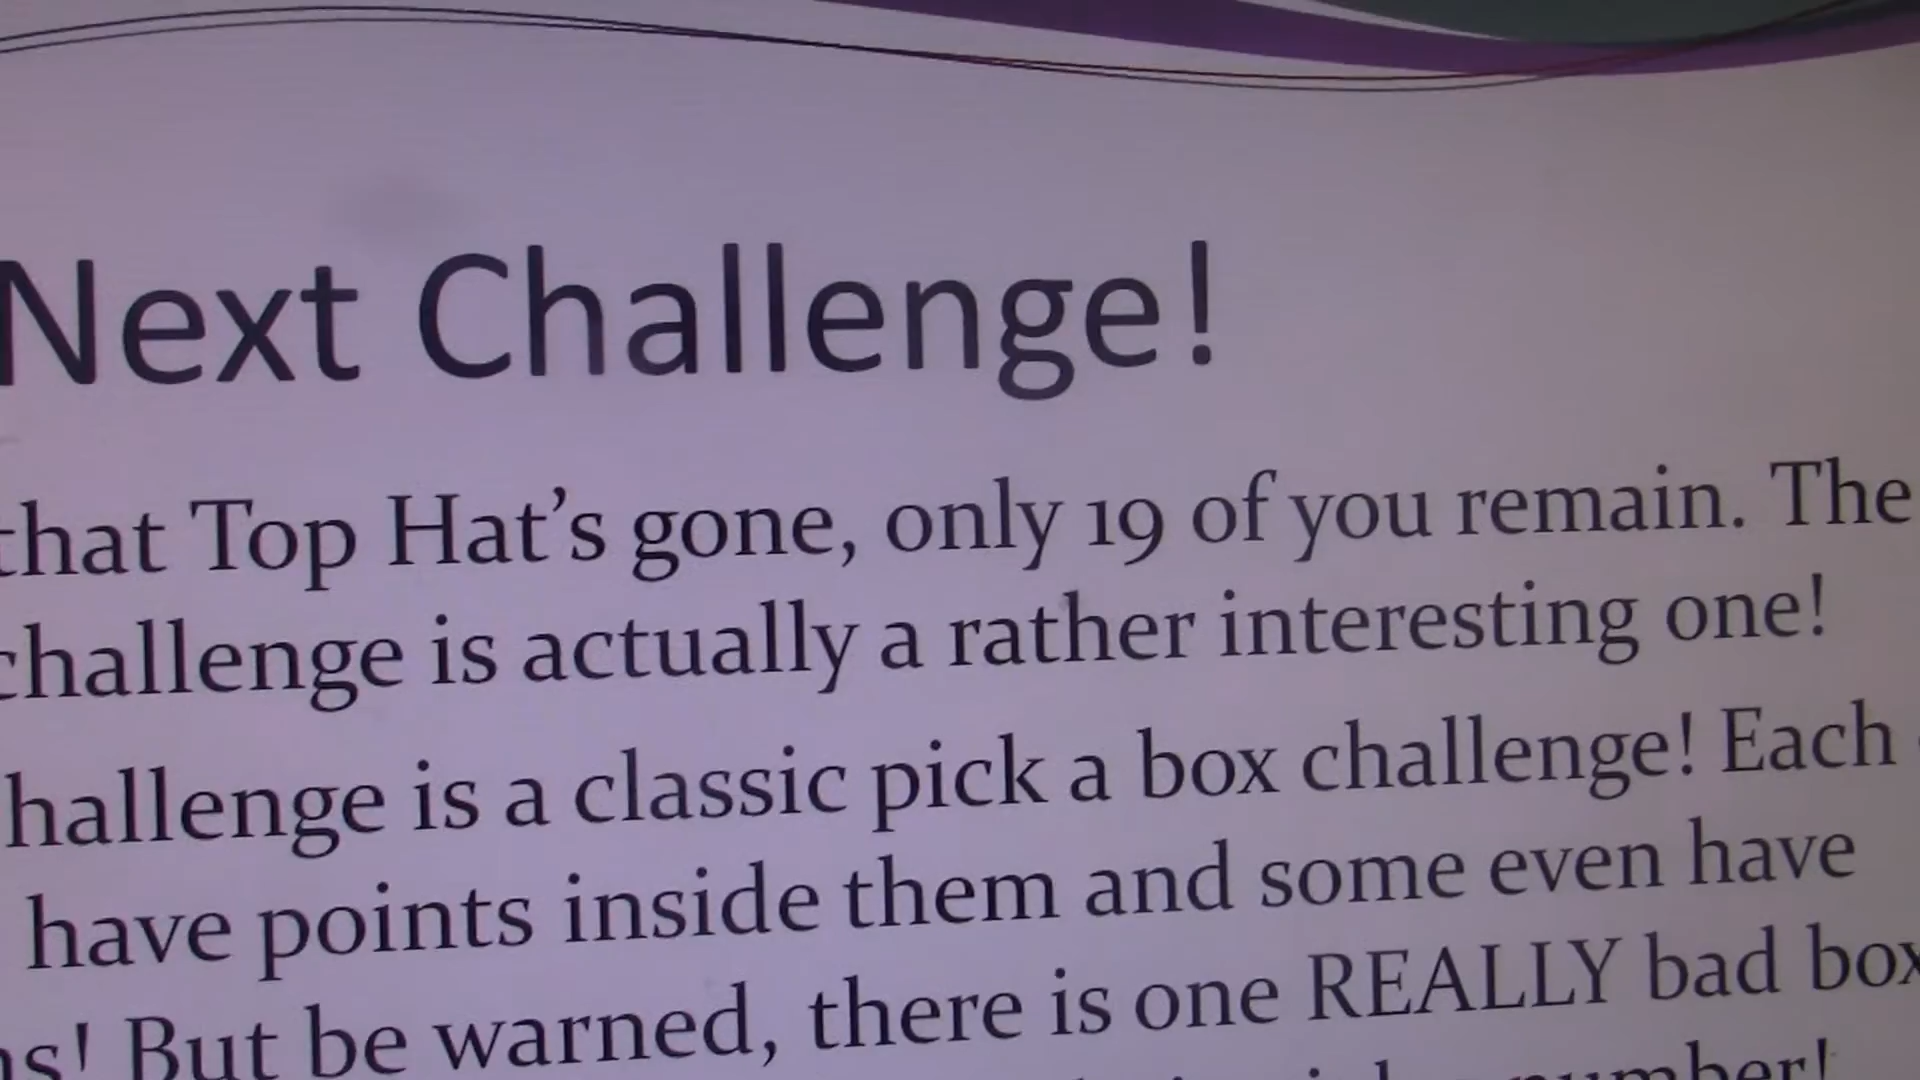 Next Challenge!
that Top Hat's gone, only 19 of you remain. The
challenge is actually a rather interesting one!
hallenge is a classic pick a box challenge! Each
have points inside them and some even have
ns! But be warned, there is one REALLY bad box
number!